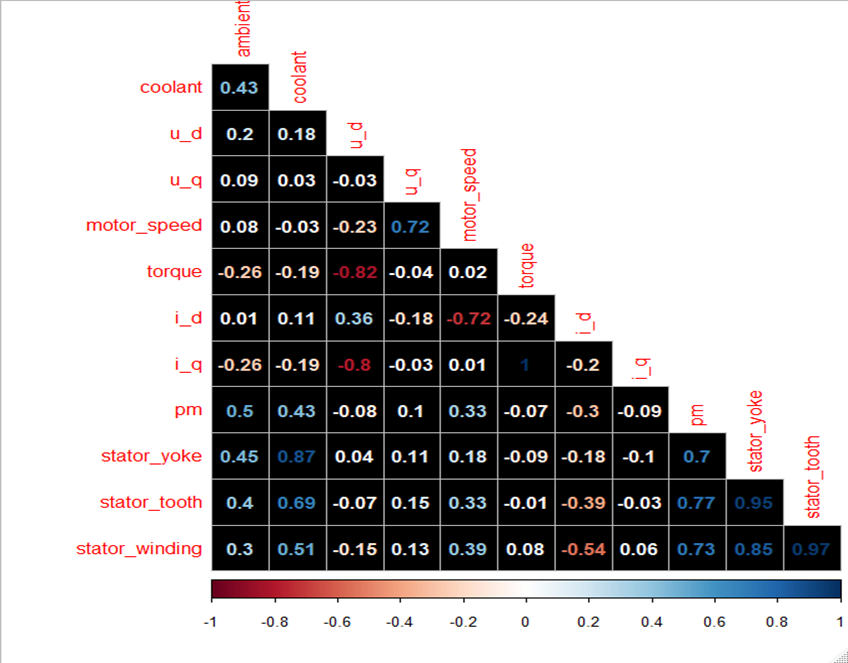 ambient
coolant 0.43 coolant
u_d 0.2 0.18 u_d
u_q 0.09 0.03 -0.03 u_q
motor_speed 0.08 -0.03 -0.23 0.72 motor_speed
torque -0.26 -0.19 -0.82 -0.04 0.02 torque
i_d 0.01 0.11 0.36 -0.18 -0.72 -0.24 i_d
i_q -0.26 -0.19 -0.8 -0.03 0.01 1 -0.2 i_q
pm 0.5 0.43 -0.08 0.1 0.33 -0.07 -0.3 -0.09 pm
stator_yoke 0.45 0.87 0.04 0.11 0.18 -0.09 -0.18 -0.1 0.7 stator_yoke
stator_tooth 0.4 0.69 -0.07 0.15 0.33 -0.01 -0.39 -0.03 0.77 0.95 stator_tooth
stator_winding 0.3 0.51 -0.15 0.13 0.39 0.08 -0.54 0.06 0.73 0.85 0.97
-1 -0.8 -0.6 -0.4 -0.2 0 0.2 0.4 0.6 0.8 1